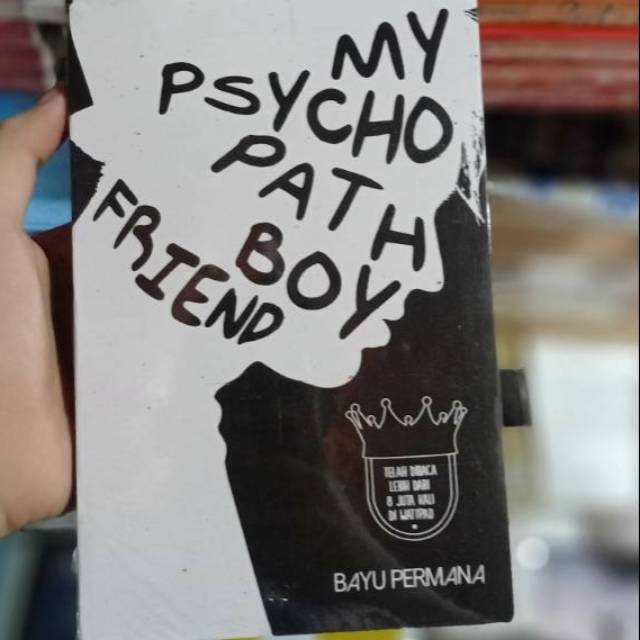 MY
PSYCHO
PATH
BOY
FRIEND
TELAH DIBACA
LEBIH DARI
8 JUTA KALI
DI WATTPAD
BAYU PERMANA